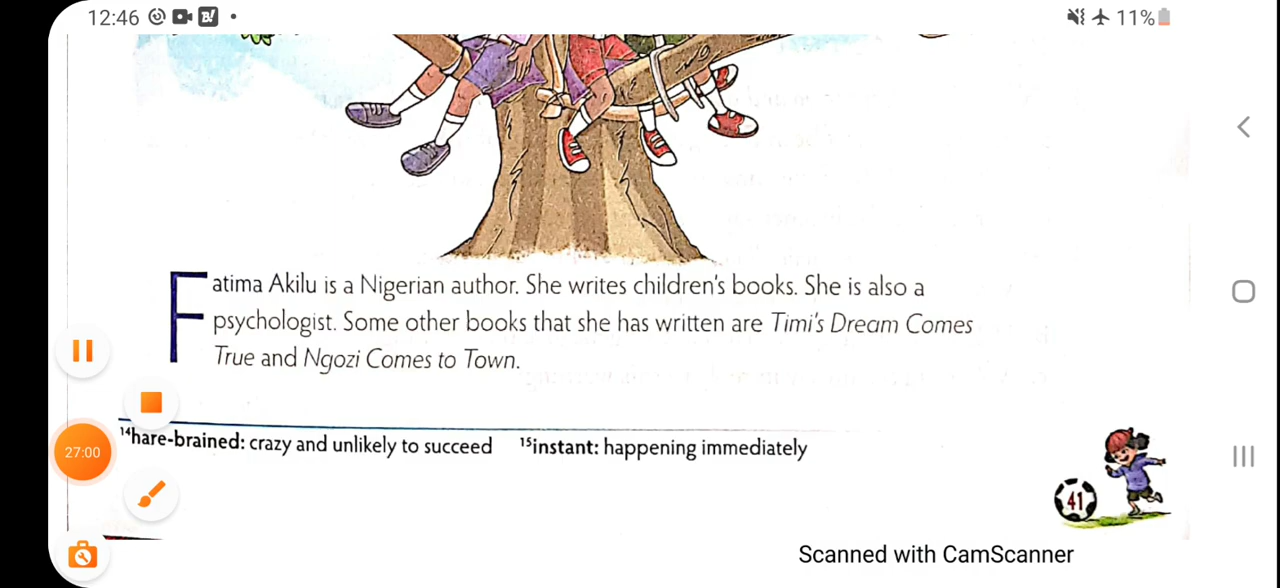 12:46
11%
Fatima Akilu is a Nigerian author. She writes children's books. She is also a
psychologist. Some other books that she has written are Timi's Dream Comes
True and Ngozi Comes to Town.
27:00
14hare-brained: crazy and unlikely to succeed 15instant: happening immediately
41
Scanned with CamScanner